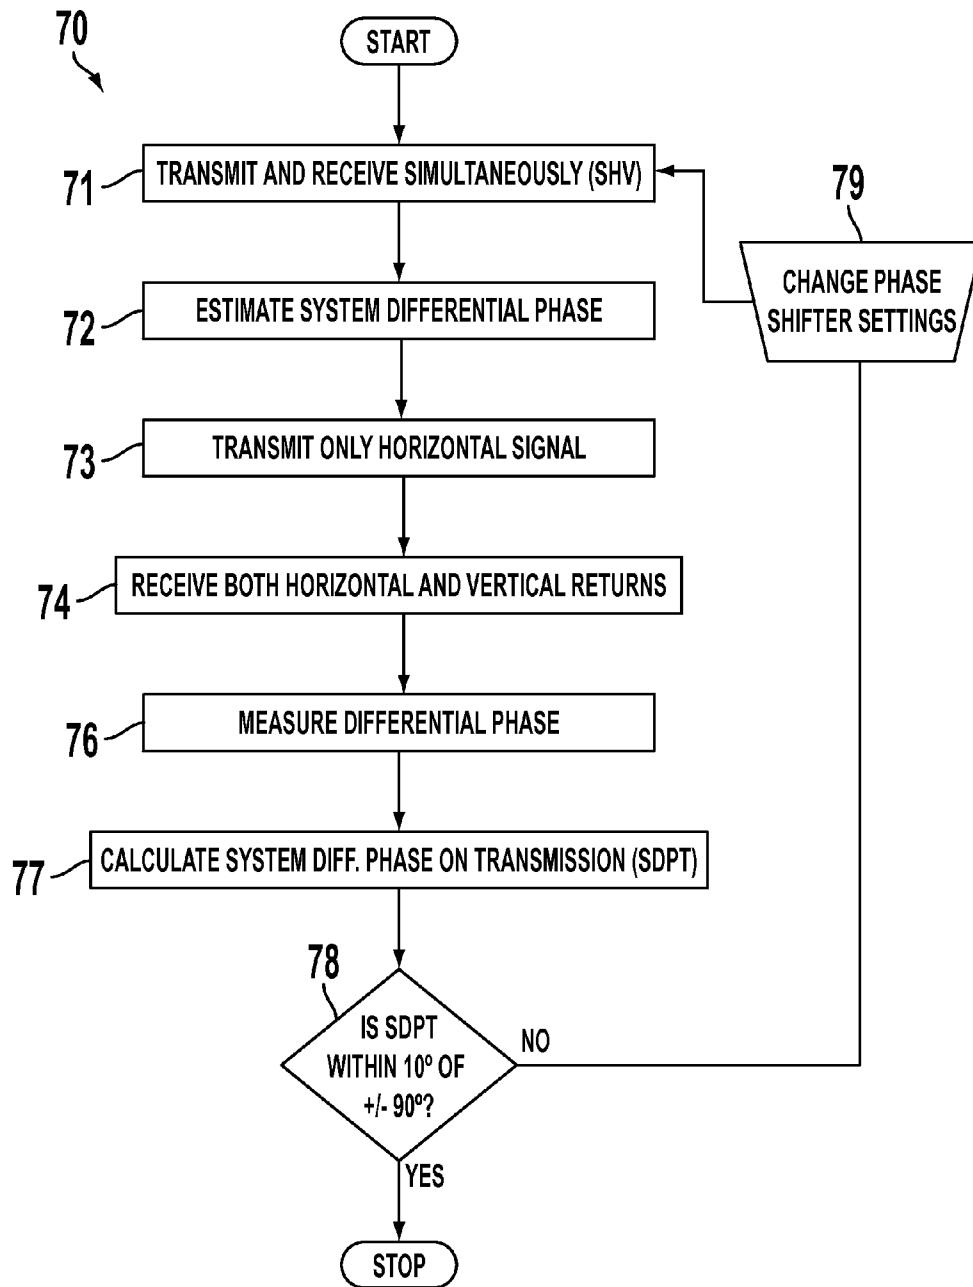 70
START
71
TRANSMIT AND RECEIVE SIMULTANEOUSLY (SHV)
79
CHANGE PHASE
SHIFTER SETTINGS
72
ESTIMATE SYSTEM DIFFERENTIAL PHASE
73
TRANSMIT ONLY HORIZONTAL SIGNAL
74
RECEIVE BOTH HORIZONTAL AND VERTICAL RETURNS
76
MEASURE DIFFERENTIAL PHASE
77
CALCULATE SYSTEM DIFF. PHASE ON TRANSMISSION (SDPT)
78
IS SDPT
WITHIN 10º OF
+/- 90º?
NO
YES
STOP